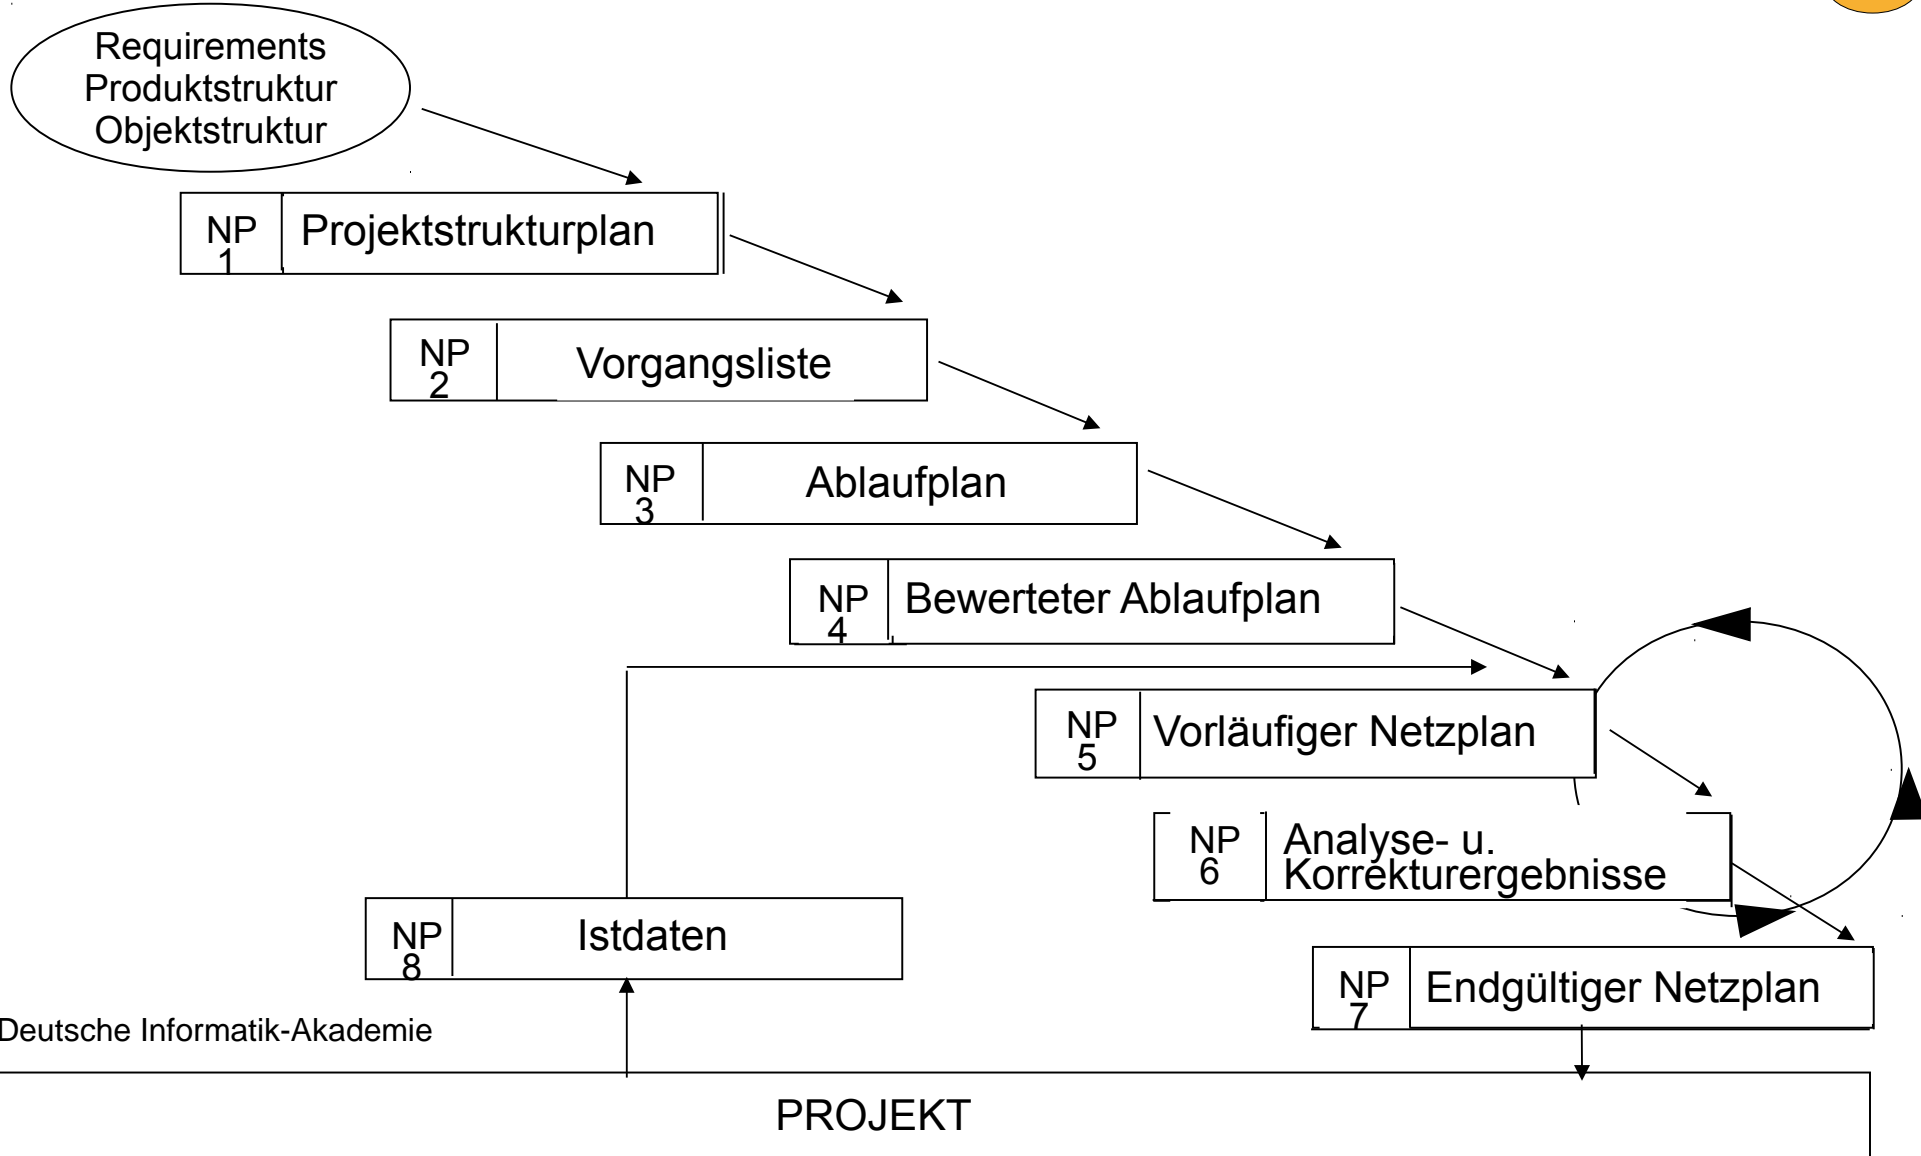 Requirements
Produktstruktur
Objektstruktur
NP
1
Projektstrukturplan
NP
2
Vorgangsliste
NP
3
Ablaufplan
NP
4
Bewerteter Ablaufplan
NP
5
Vorläufiger Netzplan
NP
6
Analyse- u.
Korrekturergebnisse
NP
8
Istdaten
NP
7
Endgültiger Netzplan
Deutsche Informatik-Akademie
PROJEKT